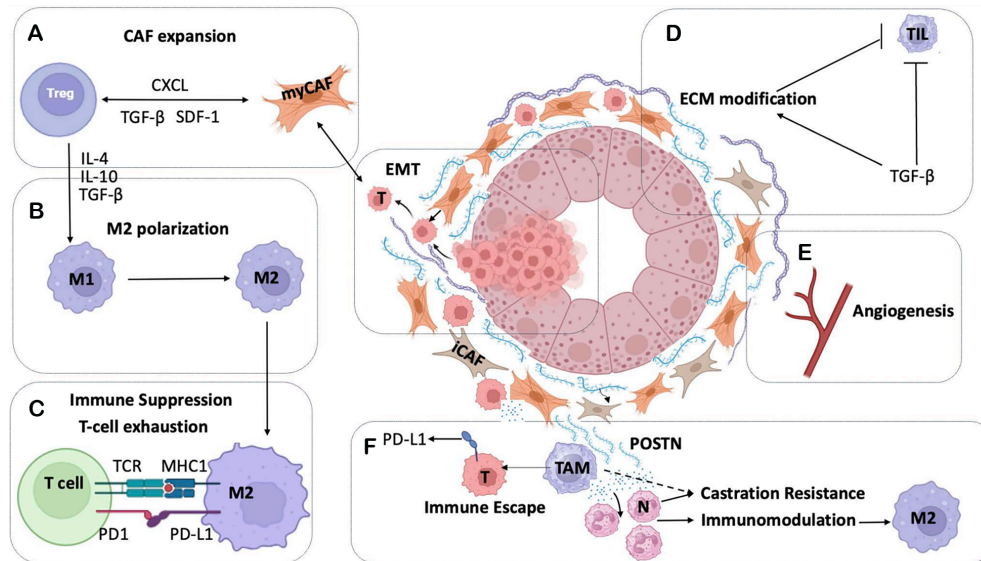 A
CAF expansion
Treg
CXCL
TGF-β SDF-1
myCAF
IL-4
IL-10
TGF-β
B
M2 polarization
M1
M2
C
Immune Suppression
T-cell exhaustion
T cell
TCR
MHC1
M2
PD1
PD-L1
EMT
T
iCAF
D
TIL
ECM modification
TGF-β
E
Angiogenesis
F
PD-L1
T
Immune Escape
TAM
POSTN
N
Castration Resistance
Immunomodulation
M2